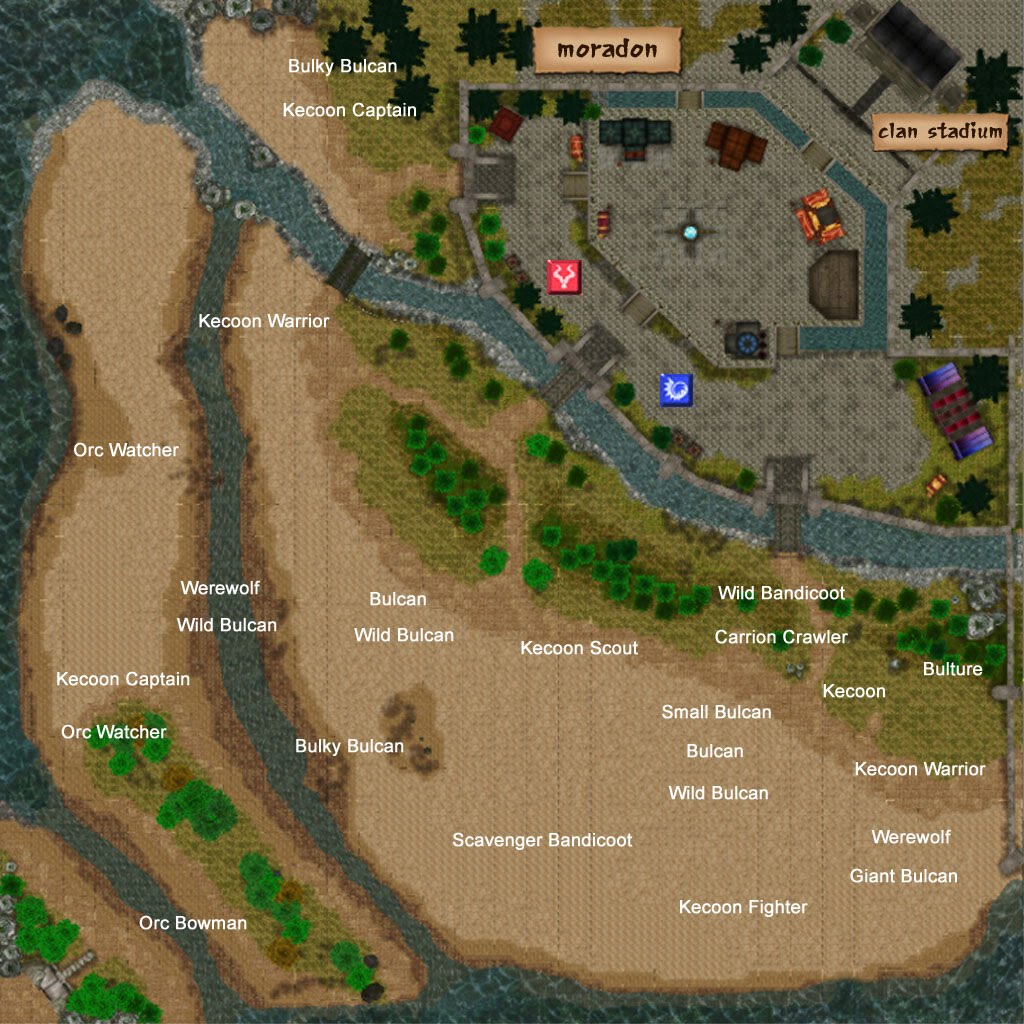 moradon
Bulky Bulcan
Kecoon Captain
clan stadium
Kecoon Warrior
Orc Watcher
Werewolf
Wild Bulcan
Bulcan
Wild Bulcan
Wild Bandicoot
Carrion Crawler
Kecoon Scout
Bulture
Kecoon Captain
Kecoon
Small Bulcan
Orc Watcher
Bulky Bulcan
Bulcan
Kecoon Warrior
Wild Bulcan
Scavenger Bandicoot
Werewolf
Giant Bulcan
Kecoon Fighter
Orc Bowman